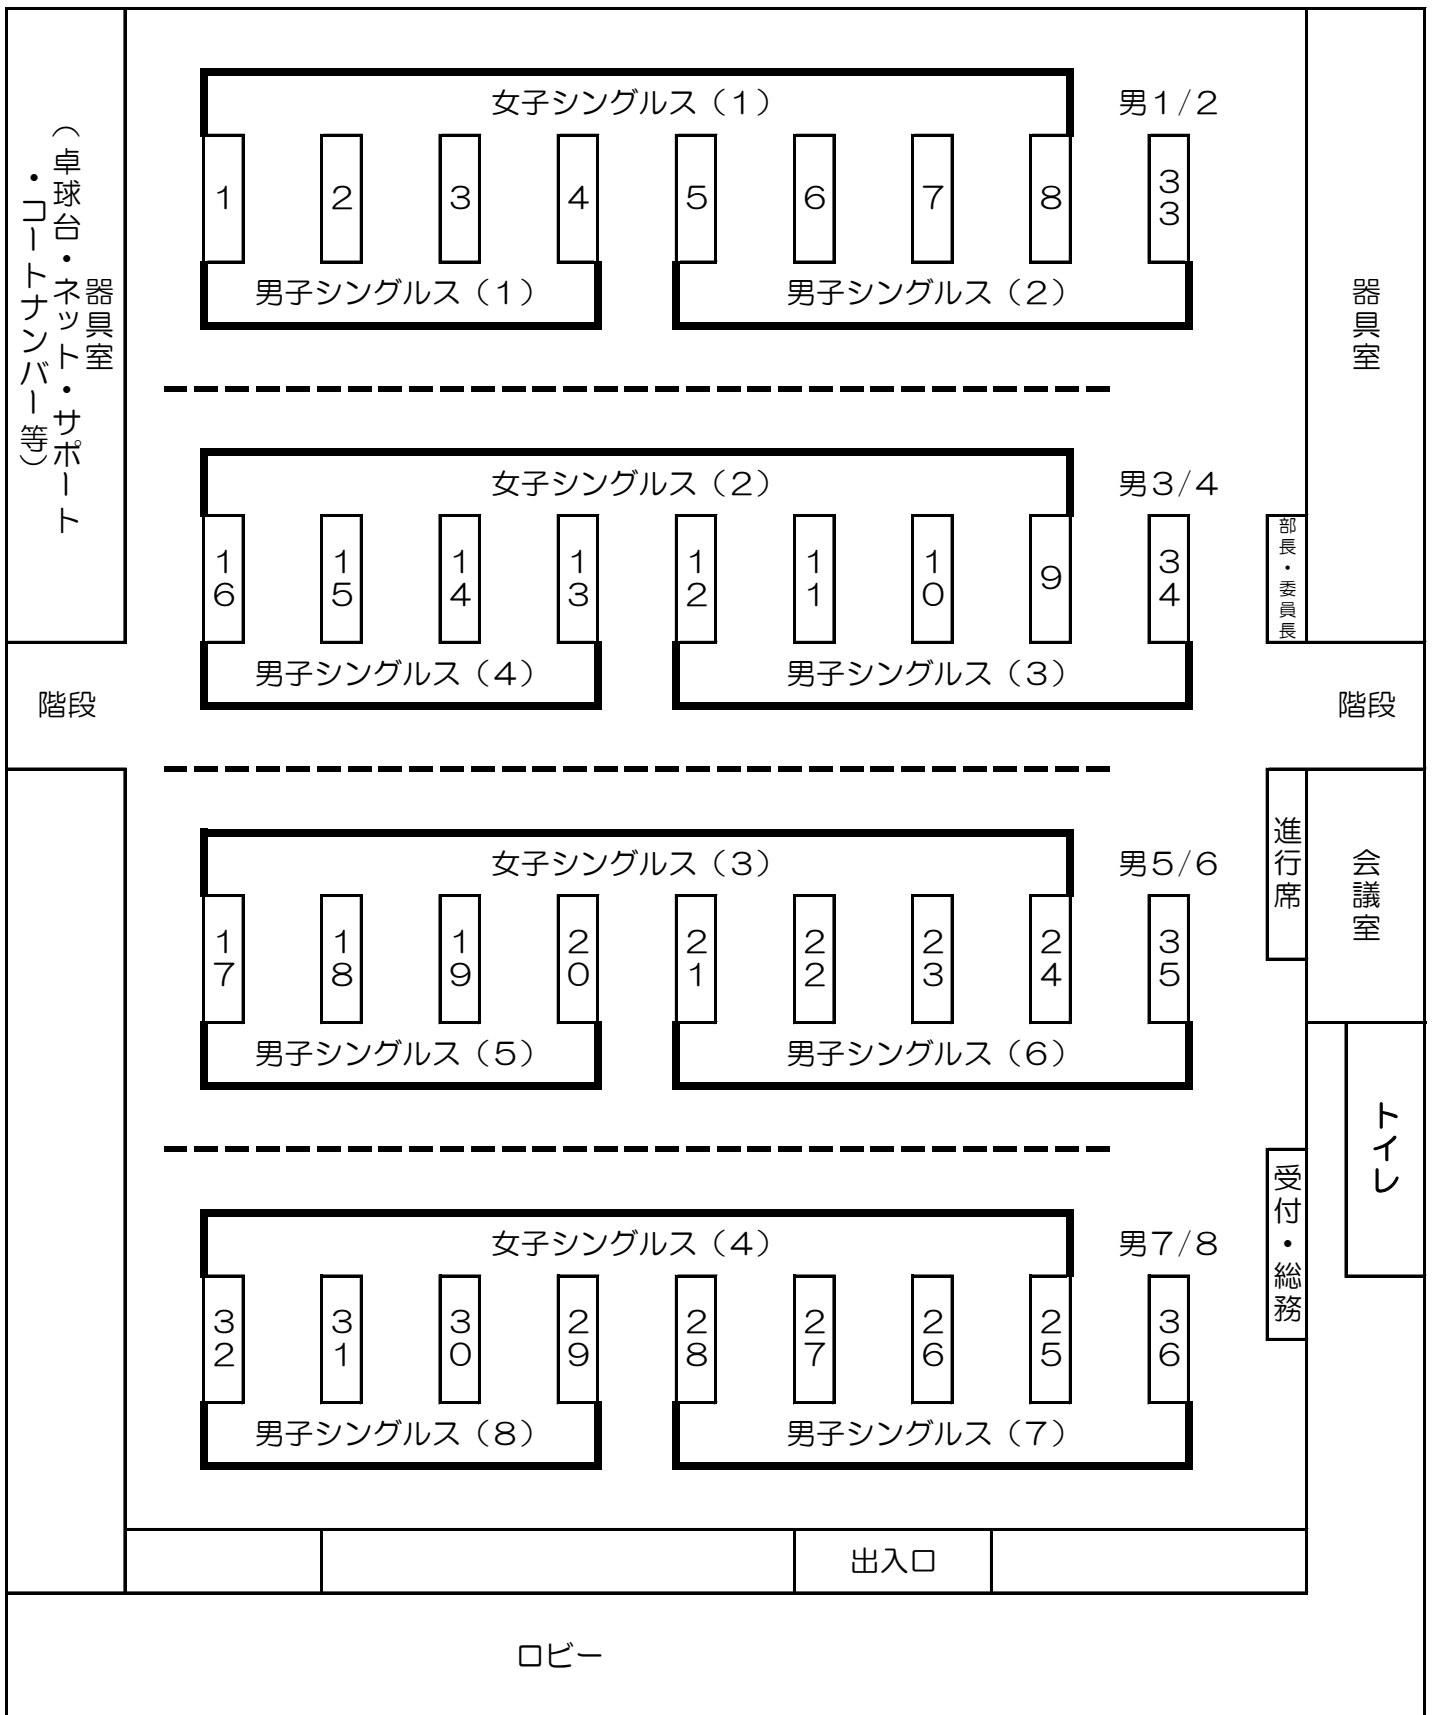 女子シングルス（1）
男1/2
1
2
3
4
5
6
7
8
33
男子シングルス（1）
男子シングルス（2）
器具室
（卓球台・ネット・サポート
・コートナンバー等）
器具室
女子シングルス（2）
男3/4
16
15
14
13
12
11
10
9
34
部長・委員長
男子シングルス（4）
男子シングルス（3）
階段
階段
女子シングルス（3）
男5/6
進行席
会議室
17
18
19
20
21
22
23
24
35
男子シングルス（5）
男子シングルス（6）
トイレ
受付・総務
女子シングルス（4）
男7/8
32
31
30
29
28
27
26
25
36
男子シングルス（8）
男子シングルス（7）
出入口
ロビー